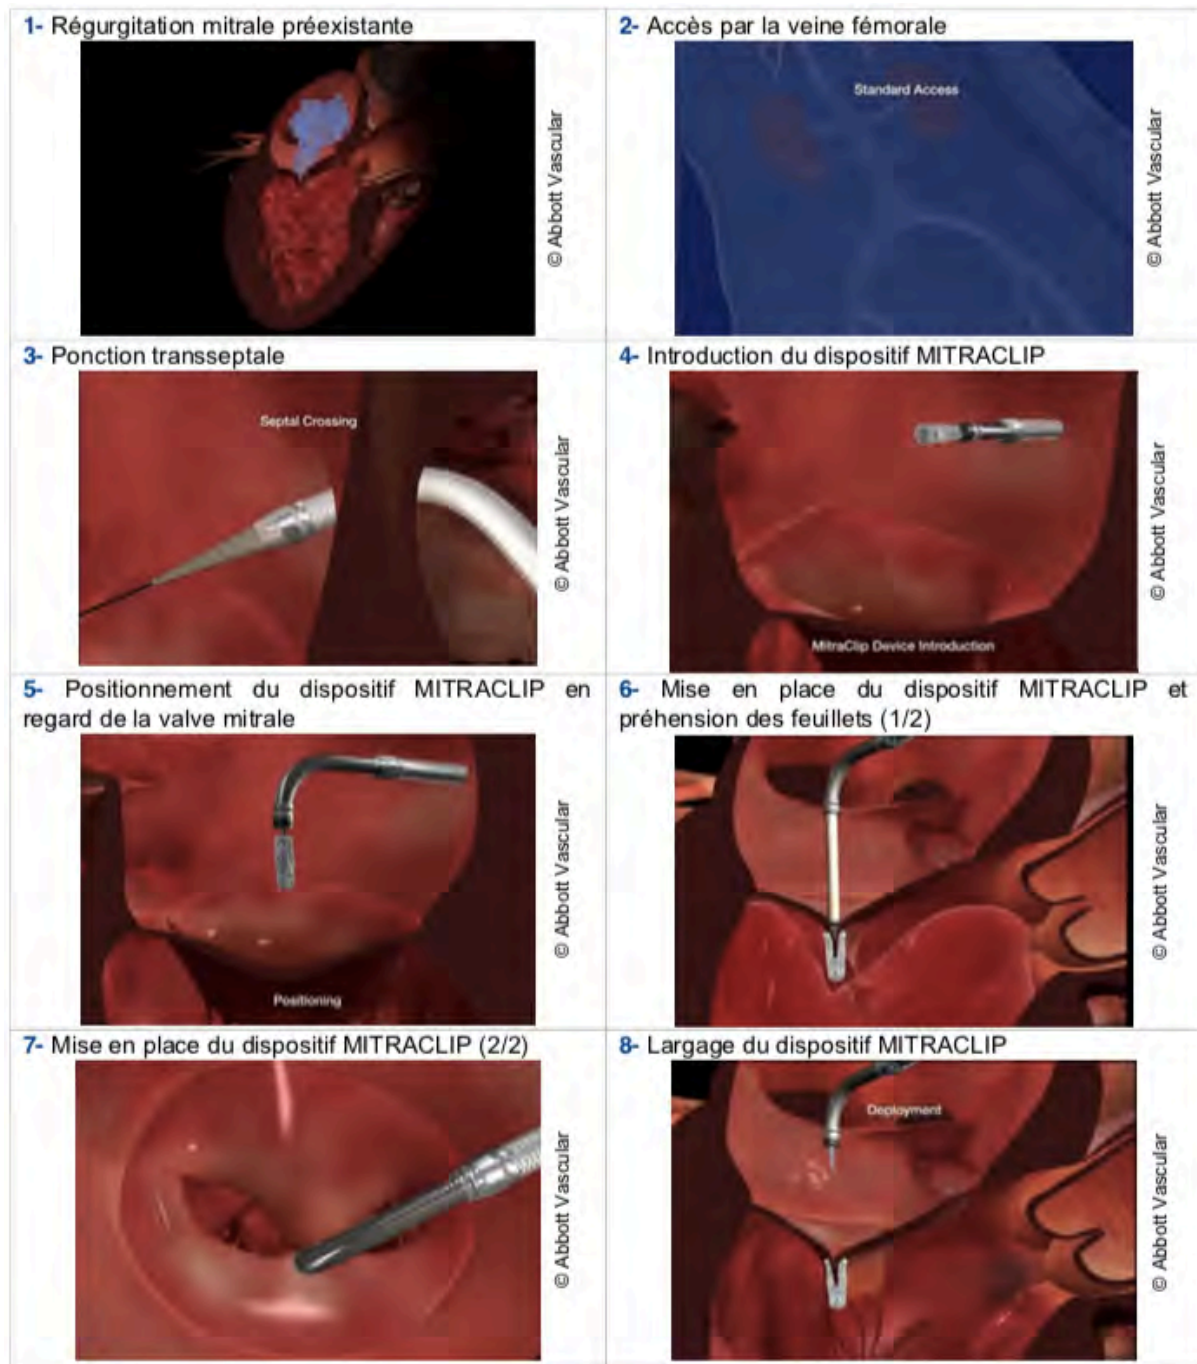 1- Régurgitation mitrale préexistante
© Abbott Vascular
2- Accès par la veine fémorale
Standard Access
© Abbott Vascular
3- Ponction transseptale
Septal Crossing
© Abbott Vascular
4- Introduction du dispositif MITRACLIP
MitraClip Device Introduction
© Abbott Vascular
5- Positionnement du dispositif MITRACLIP en
regard de la valve mitrale
Positioning
© Abbott Vascular
6- Mise en place du dispositif MITRACLIP et
préhension des feuillets (1/2)
© Abbott Vascular
7- Mise en place du dispositif MITRACLIP (2/2)
© Abbott Vascular
8- Largage du dispositif MITRACLIP
Deployment
© Abbott Vascular